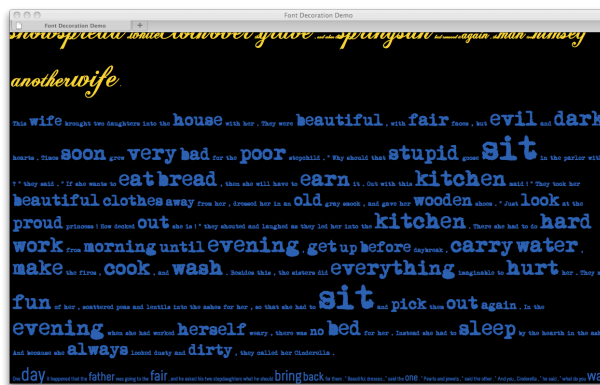 Font Decoration Demo
Font Decoration Demo
snowspread clothover grave , and when springsun had removed it again , man himsey
anotherwife .
This wife brought two daughters into the house with her . They were beautiful , with fair faces , but evil and dark
hearts . Times soon grew very bad for the poor stepchild . " Why should that stupid goose sit in the parlor with
? " they said . " If she wants to eat bread , then she will have to earn it . Out with this kitchen maid ! " They took her
beautiful clothes away from her , dressed her in an old gray smock , and gave her wooden shoes . " Just look at the
proud princess ! How decked out she is ! " they shouted and laughed as they led her into the kitchen . There she had to do hard
work from morning until evening , get up before daybreak , carry water ,
make the fires , cook , and wash . Besides this , the sisters did everything imaginable to hurt her . They
fun of her , scattered peas and lentils into the ashes for her , so that she had to sit and pick them out again . In the
evening , when she had worked herself weary , there was no bed for her . Instead she had to sleep by the hearth in the
And because she always looked dusty and dirty , they called her Cinderella .
One day it happened that the father was going to the fair , and he asked his two stepdaughters what he should bring back for them . " Beautiful dresses , " said the one . " Pearls and jewels , " said the other . " And you , Cinderella , " he said , " what do you